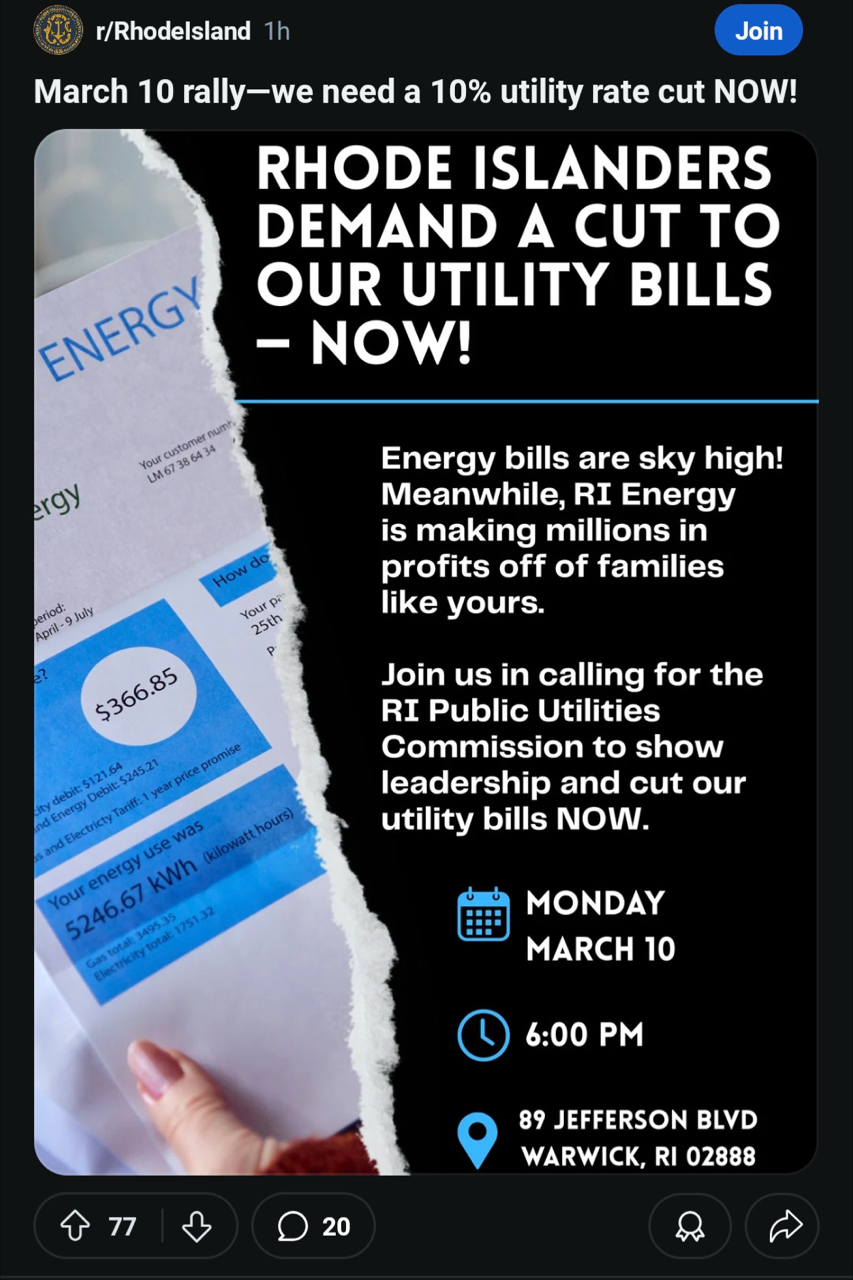 r/RhodeIsland 1h
Join
March 10 rally—we need a 10% utility rate cut NOW!
RHODE ISLANDERS
DEMAND A CUT TO
OUR UTILITY BILLS
– NOW!
ENERGY
Your customer numb
LM 67 38 64 34
ergy
How do
period:
April - 9 July
Your pa
25th
e?
$366.85
city debit: $121.64
nd Energy Debit: $245.21
s and Electricty Tariff: 1 year price promise
Your energy use was
5246.67 kWh (kilowatt hours)
Gas total: 3495.35
Electricity total: 1751.32
Energy bills are sky high!
Meanwhile, RI Energy
is making millions in
profits off of families
like yours.
Join us in calling for the
RI Public Utilities
Commission to show
leadership and cut our
utility bills NOW.
MONDAY
MARCH 10
6:00 PM
89 JEFFERSON BLVD
WARWICK, RI 02888
77
20